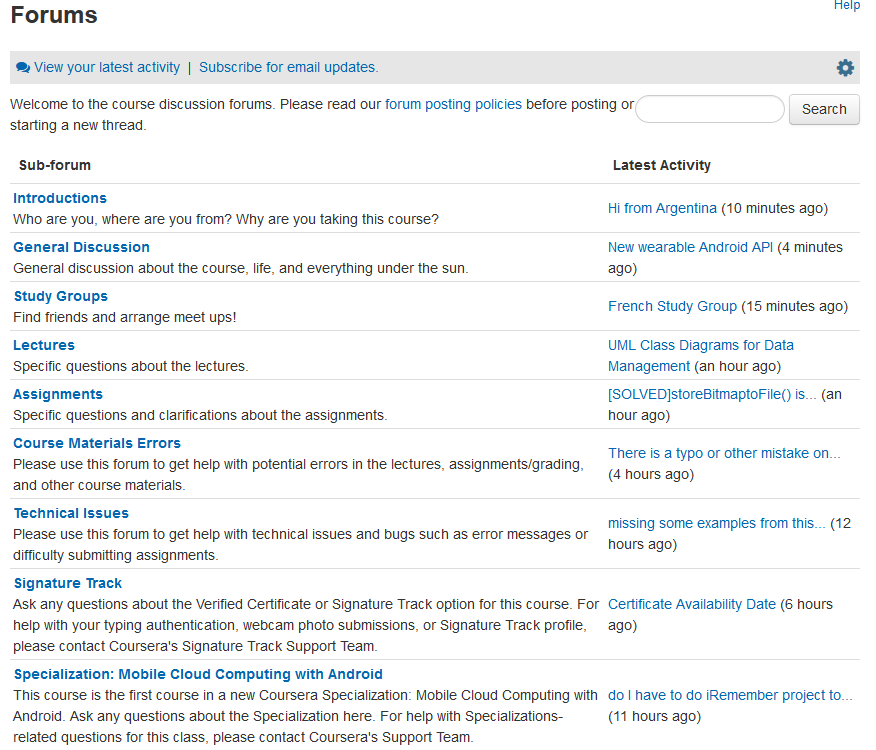 Help
Forums
View your latest activity | Subscribe for email updates.
Welcome to the course discussion forums. Please read our forum posting policies before posting or
starting a new thread.
Search
Sub-forum
Latest Activity
Introductions
Who are you, where are you from? Why are you taking this course?
Hi from Argentina (10 minutes ago)
General Discussion
General discussion about the course, life, and everything under the sun.
New wearable Android API (4 minutes
ago)
Study Groups
Find friends and arrange meet ups!
French Study Group (15 minutes ago)
Lectures
Specific questions about the lectures.
UML Class Diagrams for Data
Management (an hour ago)
Assignments
Specific questions and clarifications about the assignments.
[SOLVED]storeBitmaptoFile() is... (an
hour ago)
Course Materials Errors
Please use this forum to get help with potential errors in the lectures, assignments/grading,
and other course materials.
There is a typo or other mistake on...
(4 hours ago)
Technical Issues
Please use this forum to get help with technical issues and bugs such as error messages or
difficulty submitting assignments.
missing some examples from this... (12
hours ago)
Signature Track
Ask any questions about the Verified Certificate or Signature Track option for this course. For
help with your typing authentication, webcam photo submissions, or Signature Track profile,
please contact Coursera's Signature Track Support Team.
Certificate Availability Date (6 hours
ago)
Specialization: Mobile Cloud Computing with Android
This course is the first course in a new Coursera Specialization: Mobile Cloud Computing with
Android. Ask any questions about the Specialization here. For help with Specializations-
related questions for this class, please contact Coursera's Support Team.
do I have to do iRemember project to...
(11 hours ago)